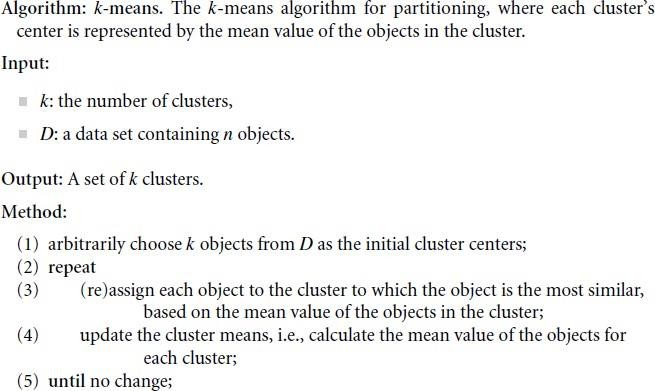 Algorithm: k-means. The k-means algorithm for partitioning, where each cluster's
center is represented by the mean value of the objects in the cluster.
Input:
k: the number of clusters,
D: a data set containing n objects.
Output: A set of k clusters.
Method:
(1) arbitrarily choose k objects from D as the initial cluster centers;
(2) repeat
(3) (re)assign each object to the cluster to which the object is the most similar,
based on the mean value of the objects in the cluster;
(4) update the cluster means, i.e., calculate the mean value of the objects for
each cluster;
(5) until no change;